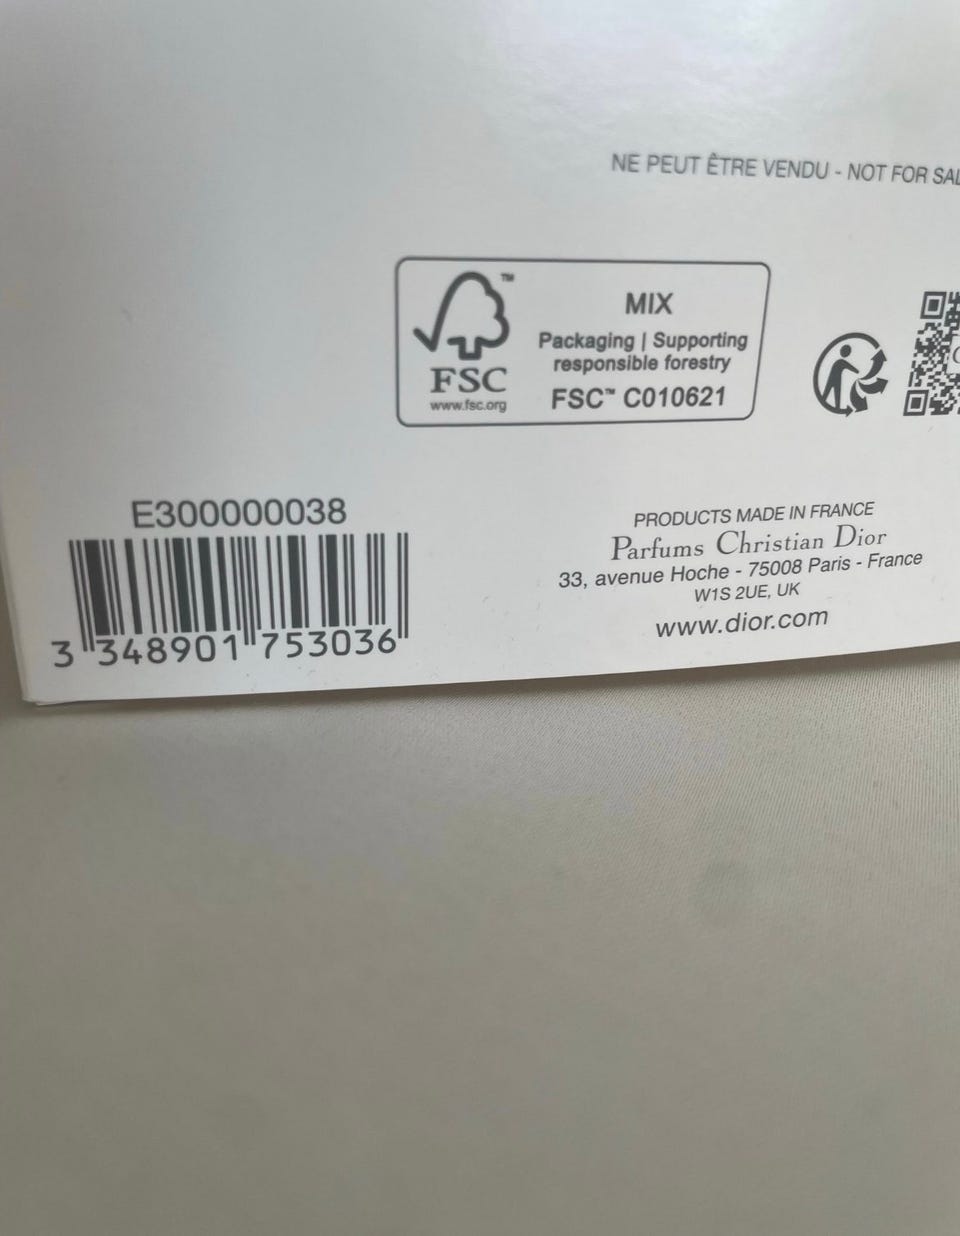 NE PEUT ÊTRE VENDU - NOT FOR
MIX
Packaging | Supporting
responsible forestry
FSC™ C010621
™
FSC
www.fsc.org
E300000038
3 348901 753036
PRODUCTS MADE IN FRANCE
Parfums Christian Dior
33, avenue Hoche - 75008 Paris - France
W1S 2UE, UK
www.dior.com